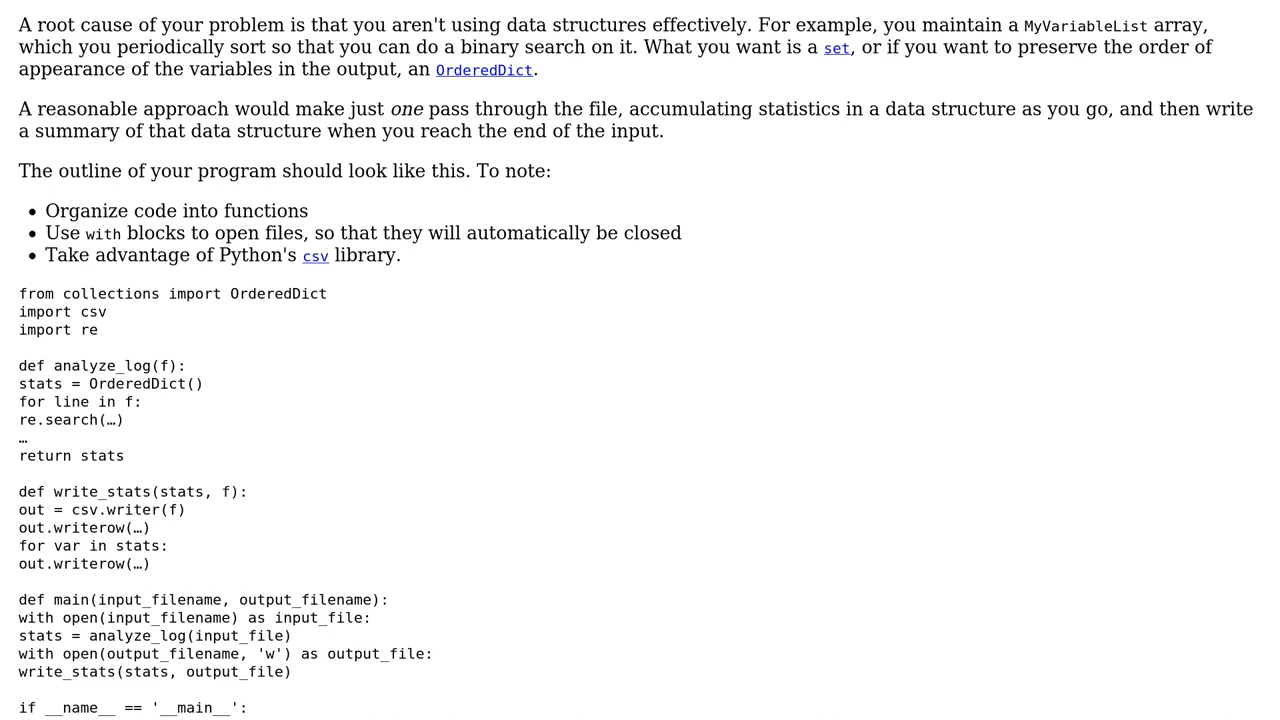 A root cause of your problem is that you aren't using data structures effectively. For example, you maintain a MyVariableList array,
which you periodically sort so that you can do a binary search on it. What you want is a set, or if you want to preserve the order of
appearance of the variables in the output, an OrderedDict.
A reasonable approach would make just one pass through the file, accumulating statistics in a data structure as you go, and then write
a summary of that data structure when you reach the end of the input.
The outline of your program should look like this. To note:
• Organize code into functions
• Use with blocks to open files, so that they will automatically be closed
• Take advantage of Python's csv library.
from collections import OrderedDict
import csv
import re
def analyze_log(f):
stats = OrderedDict()
for line in f:
re.search(…)
…
return stats
def write_stats(stats, f):
out = csv.writer(f)
out.writerow(…)
for var in stats:
out.writerow(…)
def main(input_filename, output_filename):
with open(input_filename) as input_file:
stats = analyze_log(input_file)
with open(output_filename, 'w') as output_file:
write_stats(stats, output_file)
if __name__ == '__main__':